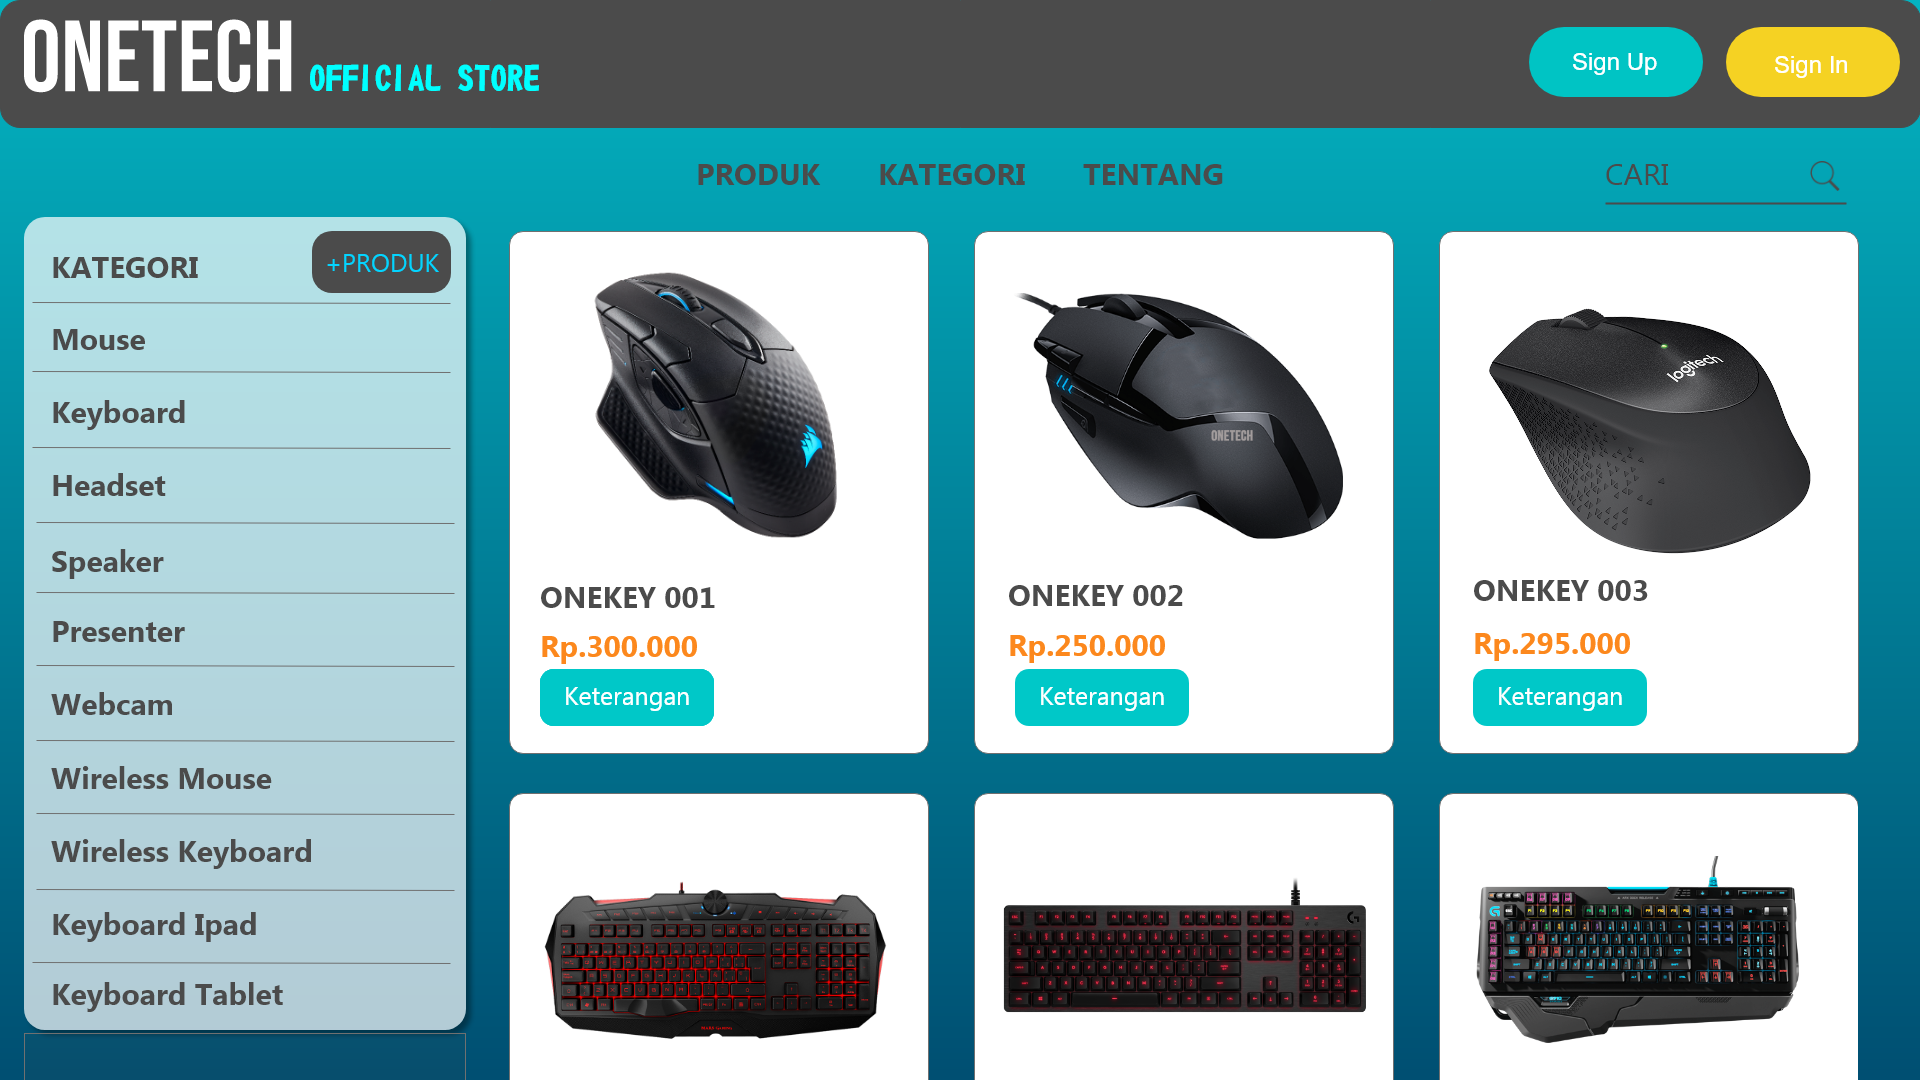 ONETECH OFFICIAL STORE
Sign Up
Sign In
PRODUK
KATEGORI
TENTANG
CARI
KATEGORI
+PRODUK
Mouse
Keyboard
Headset
Speaker
Presenter
Webcam
Wireless Mouse
Wireless Keyboard
Keyboard Ipad
Keyboard Tablet
ONEKEY 001
Rp.300.000
Keterangan
ONETECH
ONEKEY 002
Rp.250.000
Keterangan
logitech
ONEKEY 003
Rp.295.000
Keterangan